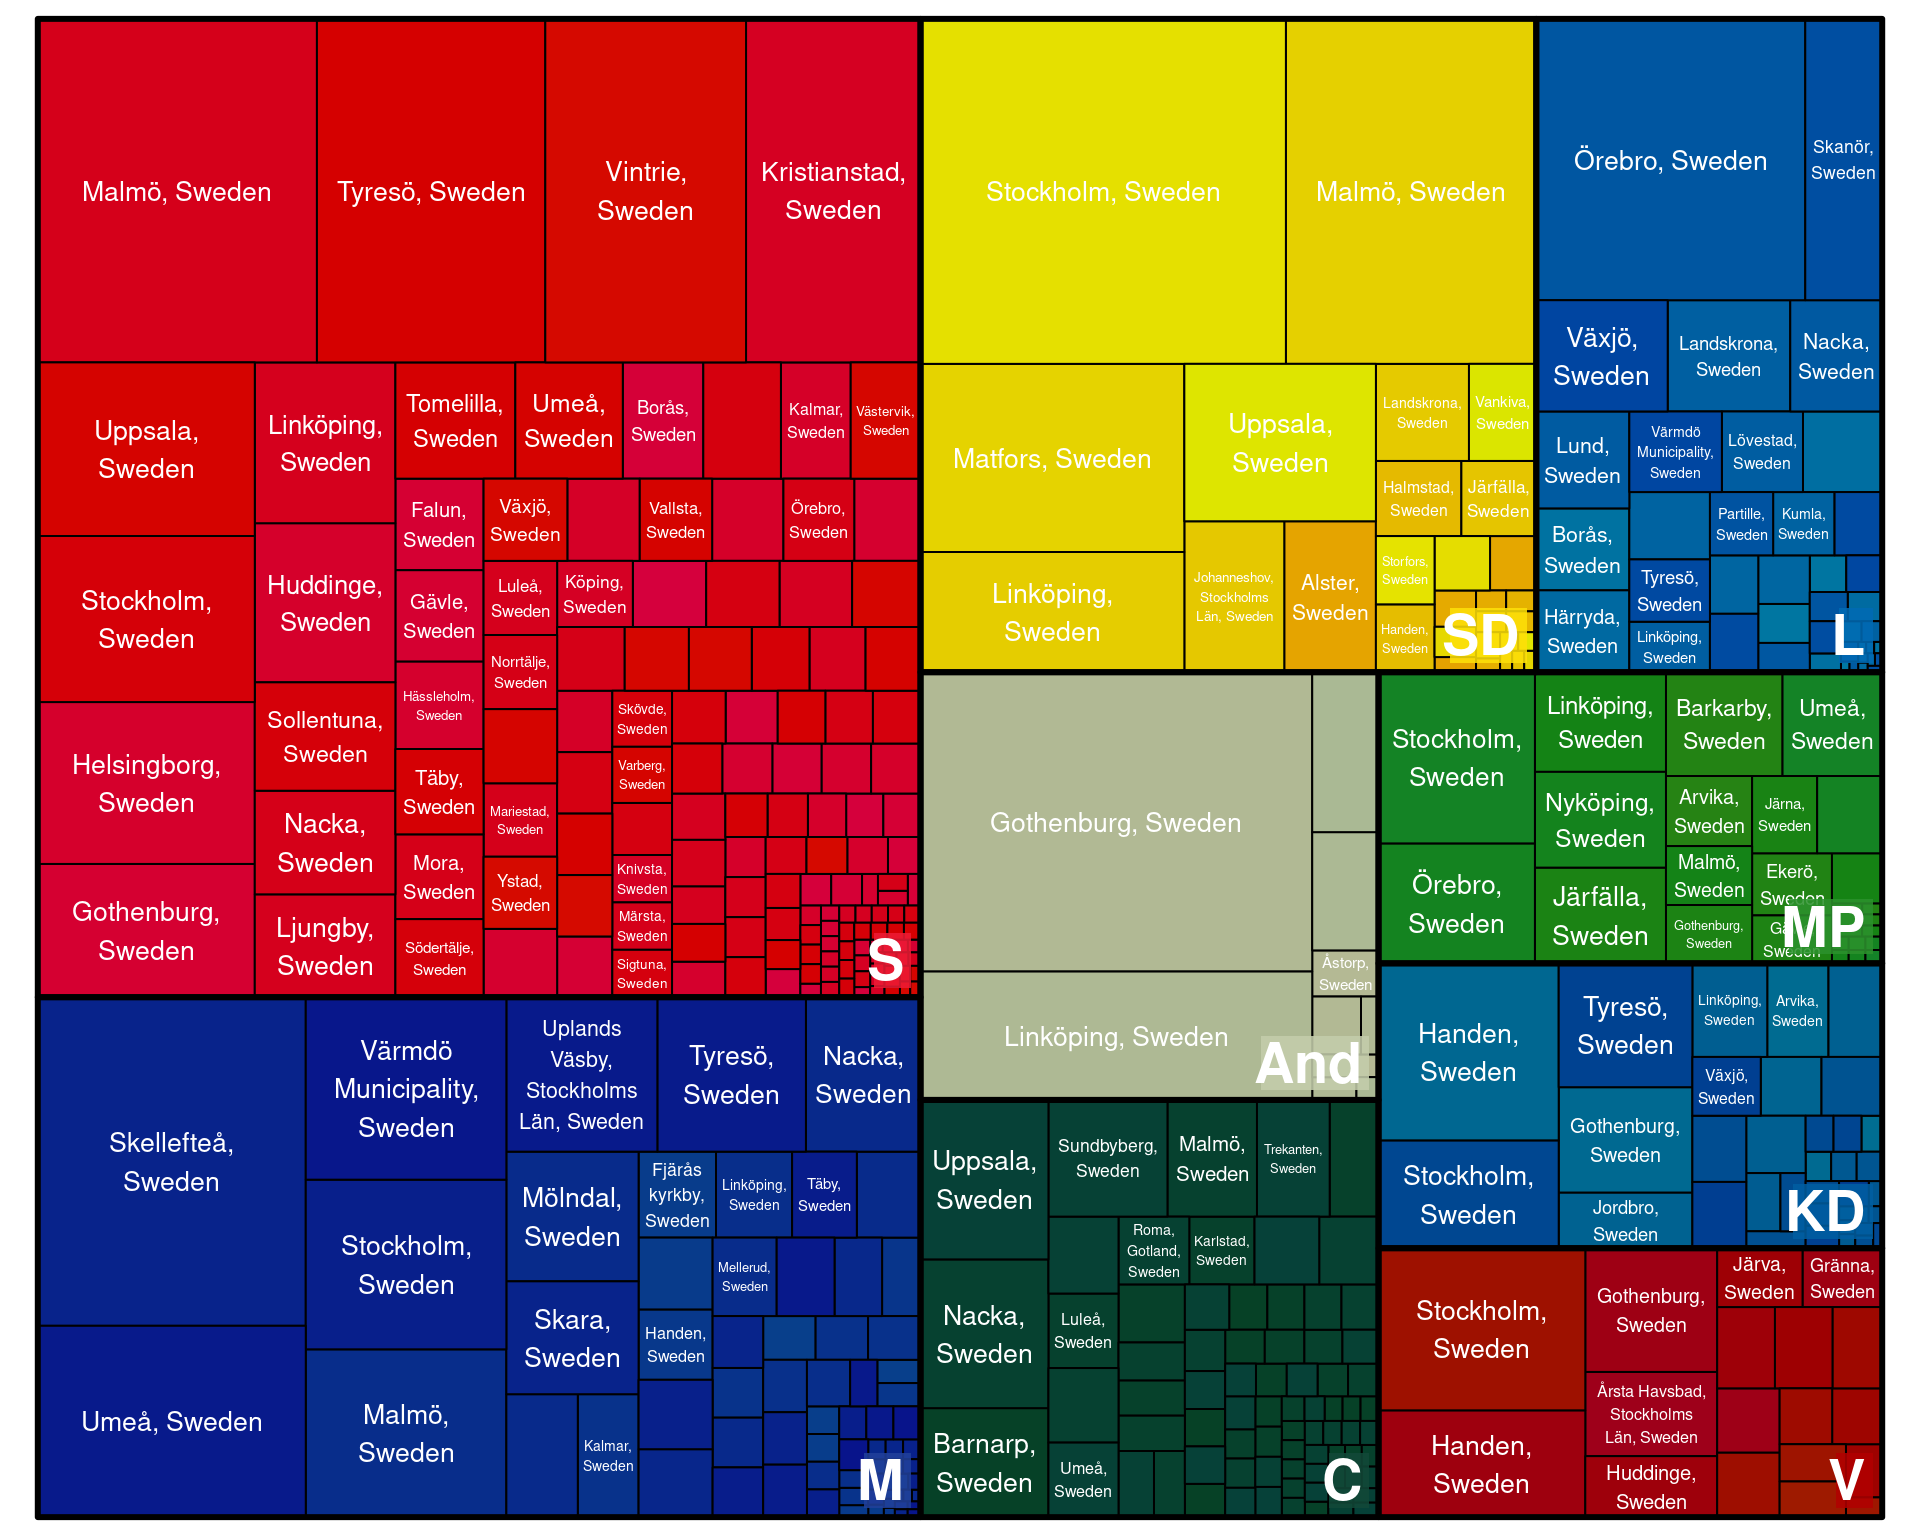 Malmö, Sweden
Tyresö, Sweden
Vintrie,
Sweden
Kristianstad,
Sweden
Uppsala,
Sweden
Stockholm,
Sweden
Helsingborg,
Sweden
Gothenburg,
Sweden
Linköping,
Sweden
Huddinge,
Sweden
Sollentuna,
Sweden
Nacka,
Sweden
Ljungby,
Sweden
Tomelilla,
Sweden
Umeå,
Sweden
Borås,
Sweden
Kalmar,
Sweden
Västervik,
Sweden
Falun,
Sweden
Gävle,
Sweden
Hässleholm,
Sweden
Täby,
Sweden
Mora,
Sweden
Södertälje,
Sweden
Växjö,
Sweden
Vallsta,
Sweden
Örebro,
Sweden
Luleå,
Sweden
Köping,
Sweden
Norrtälje,
Sweden
Mariestad,
Sweden
Ystad,
Sweden
Skövde,
Sweden
Varberg,
Sweden
Knivsta,
Sweden
Märsta,
Sweden
Sigtuna,
Sweden
S
Stockholm, Sweden
Malmö, Sweden
Matfors, Sweden
Linköping,
Sweden
Uppsala,
Sweden
Johanneshov,
Stockholms
Län, Sweden
Alster,
Sweden
Landskrona,
Sweden
Vankiva,
Sweden
Halmstad,
Sweden
Järfälla,
Sweden
Storfors,
Sweden
Handen,
Sweden
SD
Örebro, Sweden
Skanör,
Sweden
Växjö,
Sweden
Landskrona,
Sweden
Nacka,
Sweden
Lund,
Sweden
Värmdö
Municipality,
Sweden
Lövestad,
Sweden
Borås,
Sweden
Partille,
Sweden
Kumla,
Sweden
Tyresö,
Sweden
Härryda,
Sweden
Linköping,
Sweden
L
Gothenburg, Sweden
Linköping, Sweden
Åstorp,
Sweden
And
Stockholm,
Sweden
Örebro,
Sweden
Linköping,
Sweden
Nyköping,
Sweden
Järfälla,
Sweden
Barkarby,
Sweden
Umeå,
Sweden
Arvika,
Sweden
Järna,
Sweden
Malmö,
Sweden
Ekerö,
Sweden
Gothenburg,
Sweden
MP
Skellefteå,
Sweden
Umeå, Sweden
Värmdö
Municipality,
Sweden
Stockholm,
Sweden
Malmö,
Sweden
Uplands
Väsby,
Stockholms
Län, Sweden
Tyresö,
Sweden
Nacka,
Sweden
Mölndal,
Sweden
Skara,
Sweden
Kalmar,
Sweden
Fjärås
kyrkby,
Sweden
Linköping,
Sweden
Täby,
Sweden
Mellerud,
Sweden
Handen,
Sweden
M
Uppsala,
Sweden
Nacka,
Sweden
Barnarp,
Sweden
Sundbyberg,
Sweden
Malmö,
Sweden
Trekanten,
Sweden
Roma,
Gotland,
Sweden
Karlstad,
Sweden
Luleå,
Sweden
Umeå,
Sweden
C
Handen,
Sweden
Stockholm,
Sweden
Tyresö,
Sweden
Gothenburg,
Sweden
Jordbro,
Sweden
Linköping,
Sweden
Arvika,
Sweden
Växjö,
Sweden
KD
Stockholm,
Sweden
Handen,
Sweden
Gothenburg,
Sweden
Årsta Havsbad,
Stockholms
Län, Sweden
Huddinge,
Sweden
Järva,
Sweden
Gränna,
Sweden
V